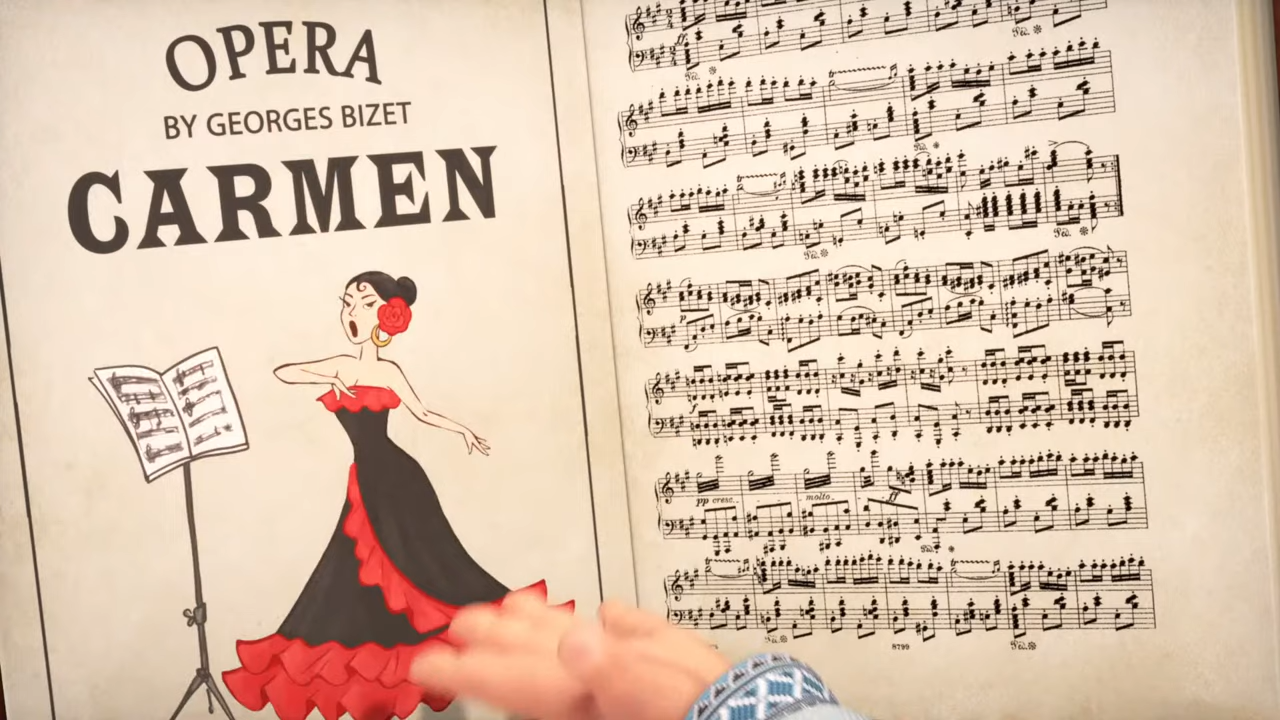 OPERA
BY GEORGES BIZET
CARMEN
pp cresc. molto ff
8799